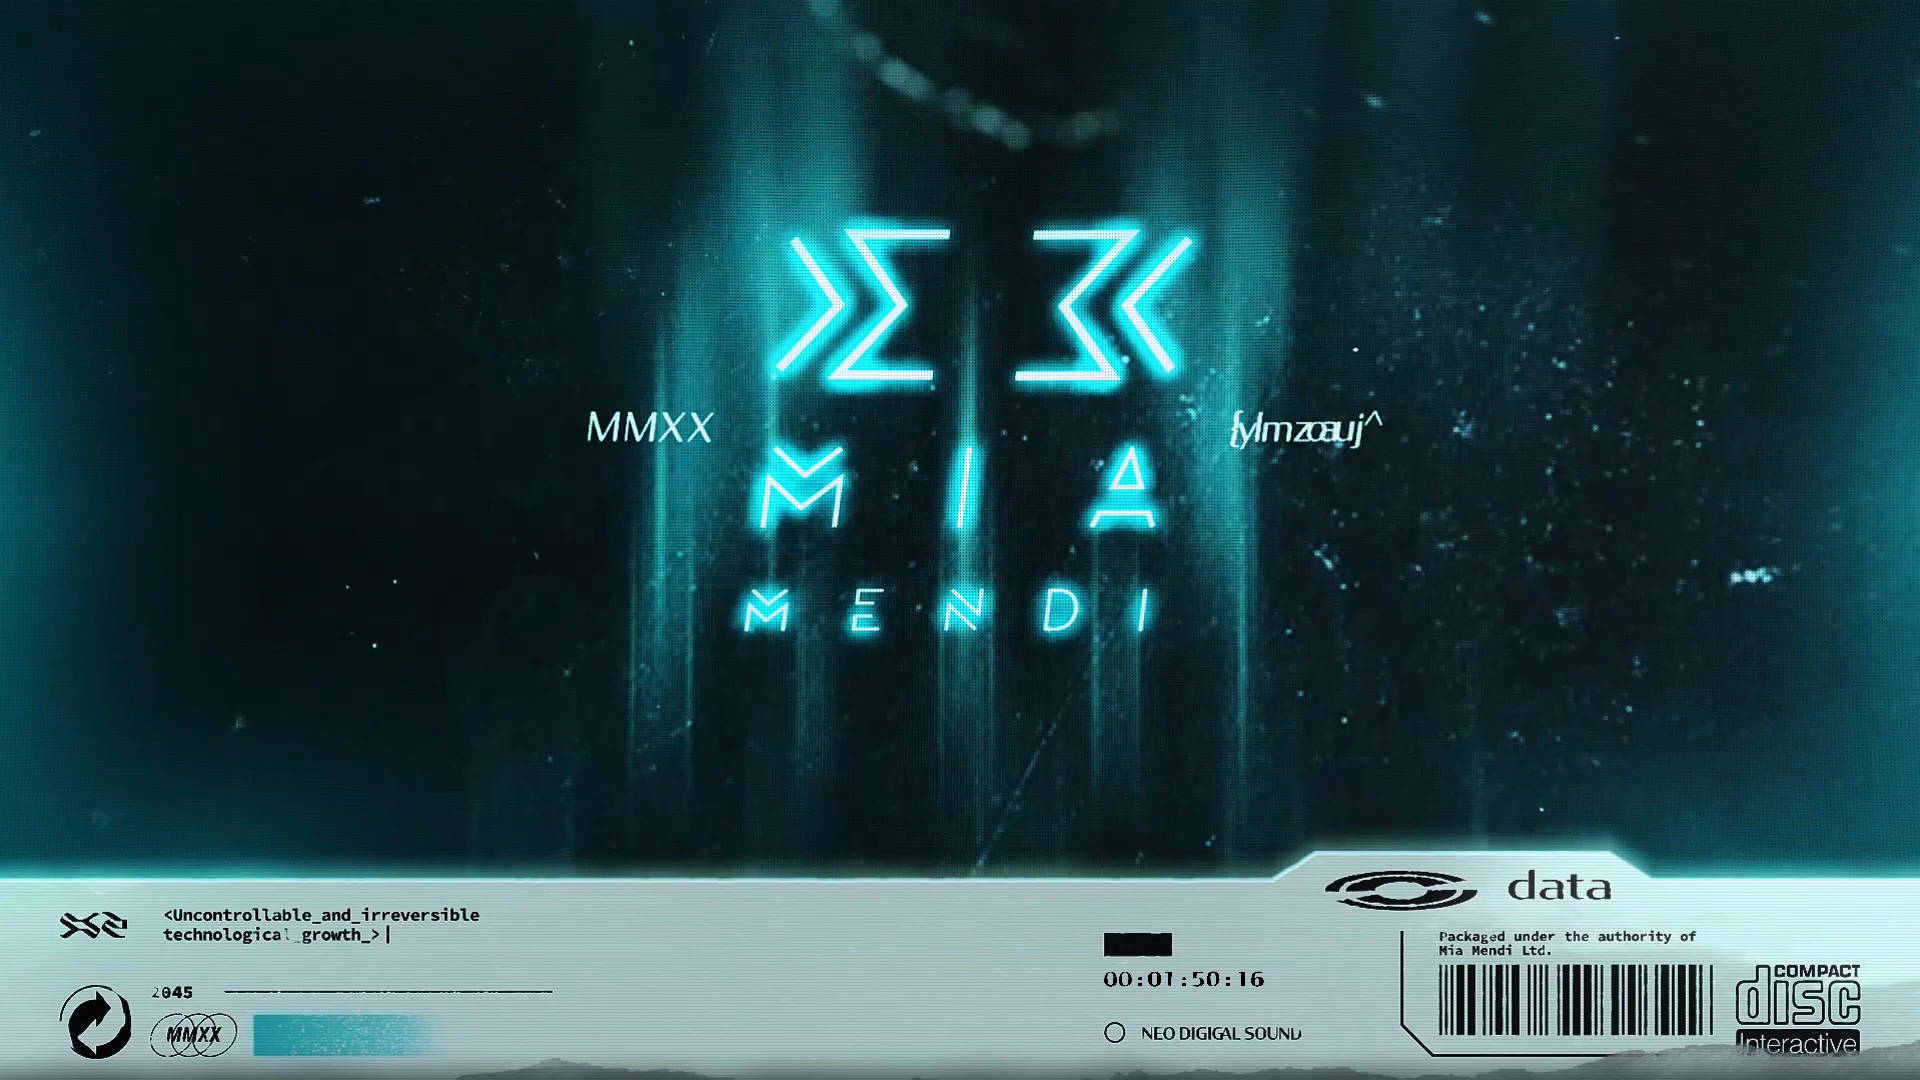 MMXX
{ylmzoauj^
MIA
MENDI
<Uncontrollable_and_irreversible
technological_growth_>|
2045
MMXX
00:01:50:16
NEO DIGIGAL SOUND
data
Packaged under the authority of
Mia Mendi Ltd.
COMPACT
disc
Interactive